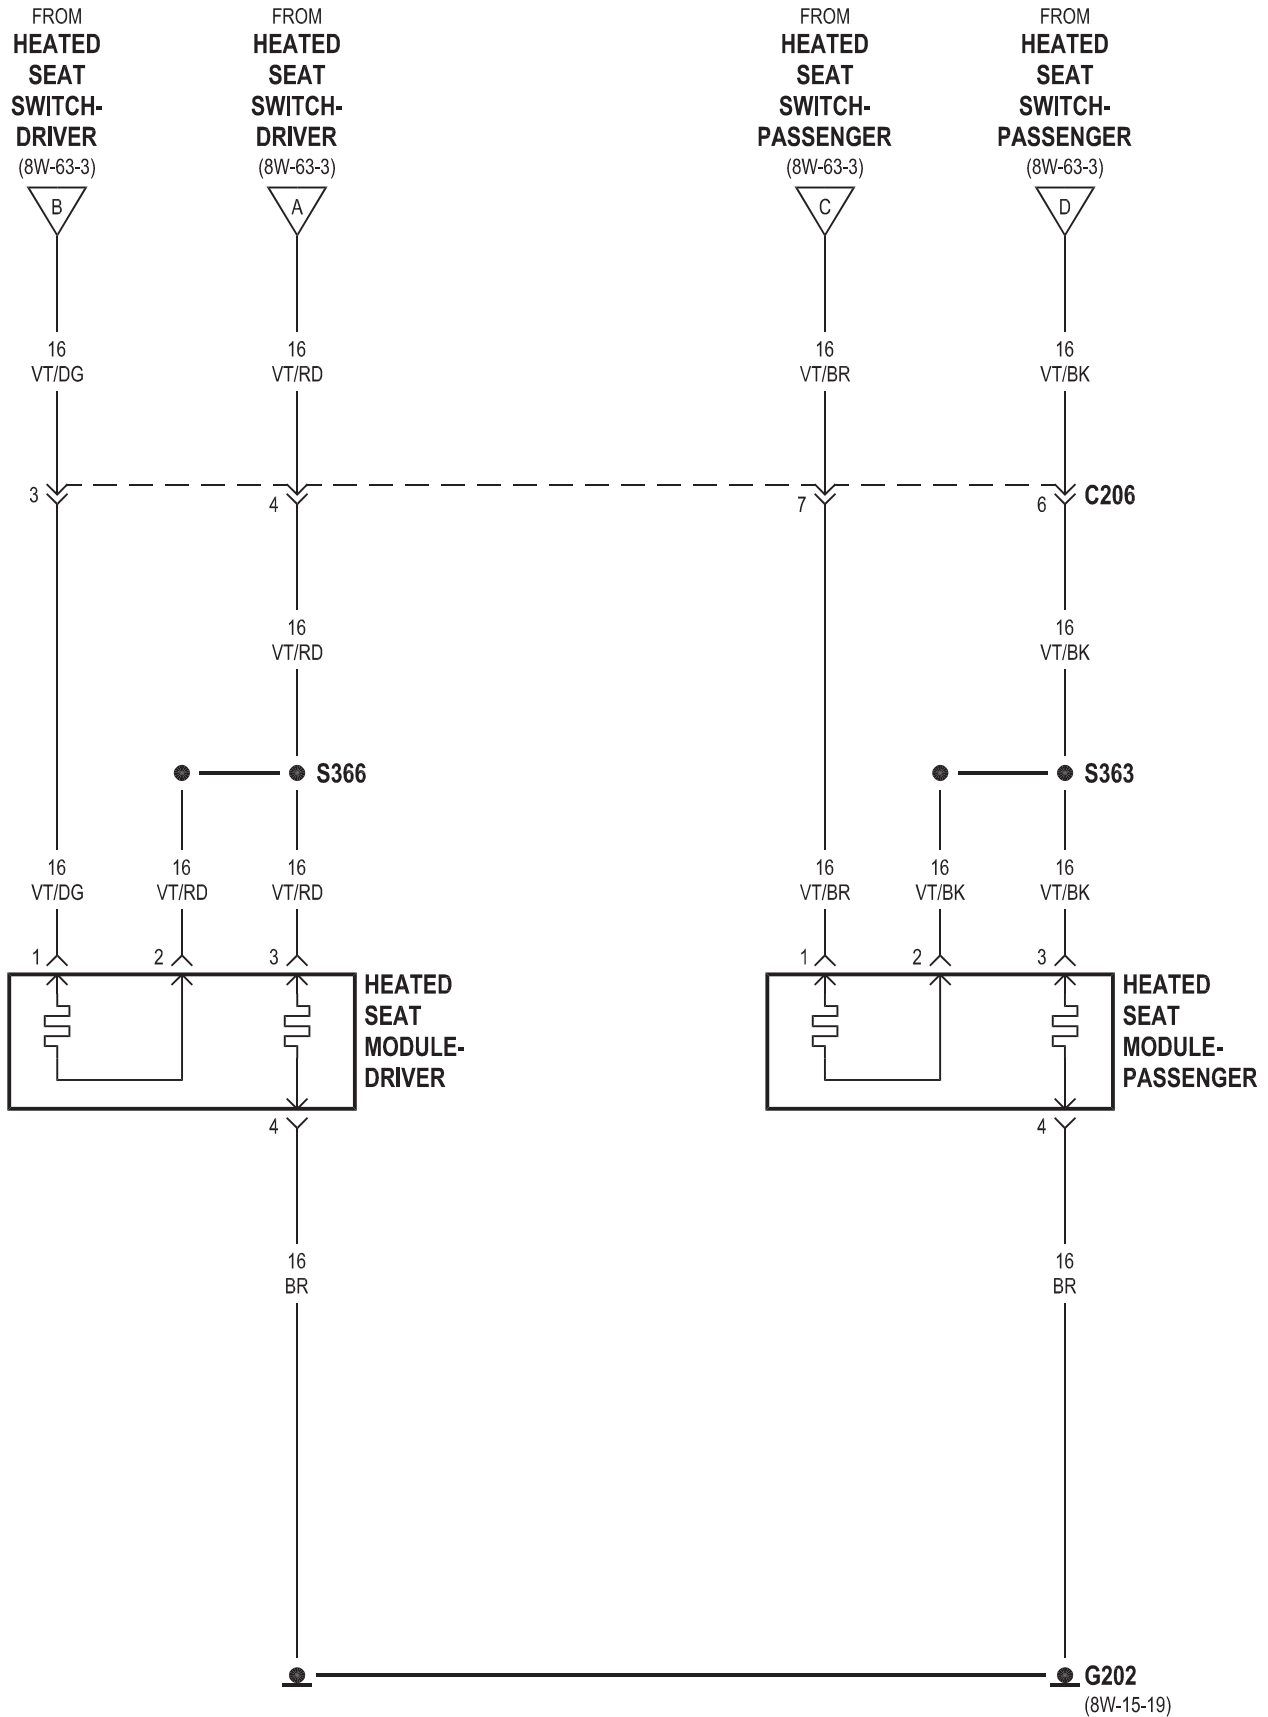 FROM
HEATED
SEAT
SWITCH-
DRIVER
(8W-63-3)
B
FROM
HEATED
SEAT
SWITCH-
DRIVER
(8W-63-3)
A
FROM
HEATED
SEAT
SWITCH-
PASSENGER
(8W-63-3)
C
FROM
HEATED
SEAT
SWITCH-
PASSENGER
(8W-63-3)
D
16
VT/DG
16
VT/RD
16
VT/BR
16
VT/BK
3
4
7
6
C206
16
VT/RD
16
VT/BK
S366
S363
16
VT/DG
16
VT/RD
16
VT/RD
16
VT/BR
16
VT/BK
16
VT/BK
1
2
3
HEATED
SEAT
MODULE-
DRIVER
4
1
2
3
HEATED
SEAT
MODULE-
PASSENGER
4
16
BR
16
BR
G202
(8W-15-19)